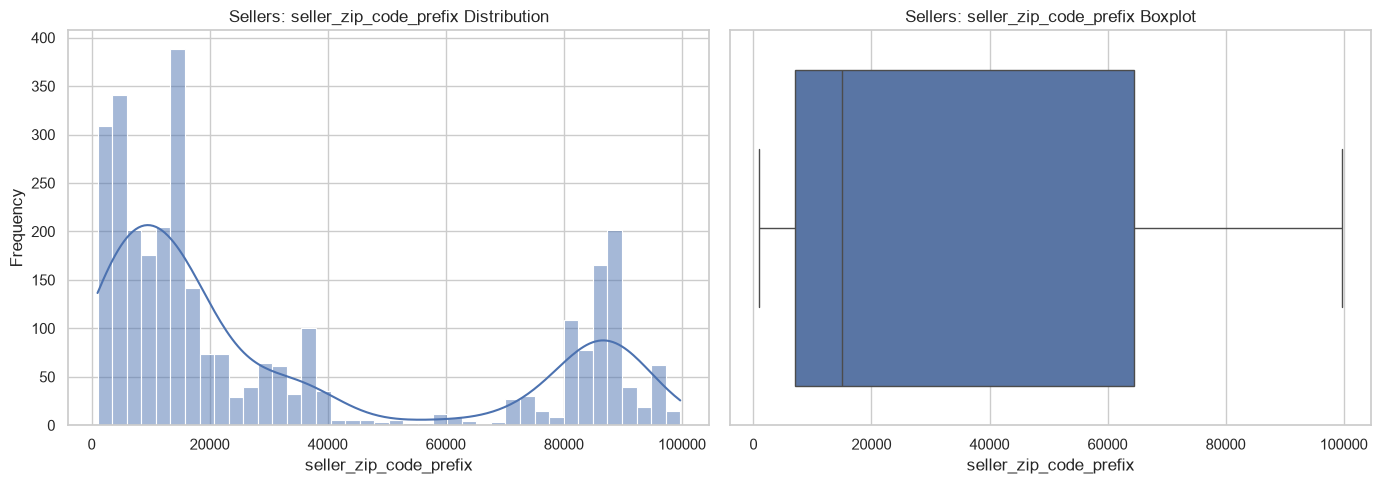 Sellers: seller_zip_code_prefix Distribution
Frequency
400
350
300
250
200
150
100
50
0
0 20000 40000 60000 80000 100000
seller_zip_code_prefix
Sellers: seller_zip_code_prefix Boxplot
0 20000 40000 60000 80000 100000
seller_zip_code_prefix